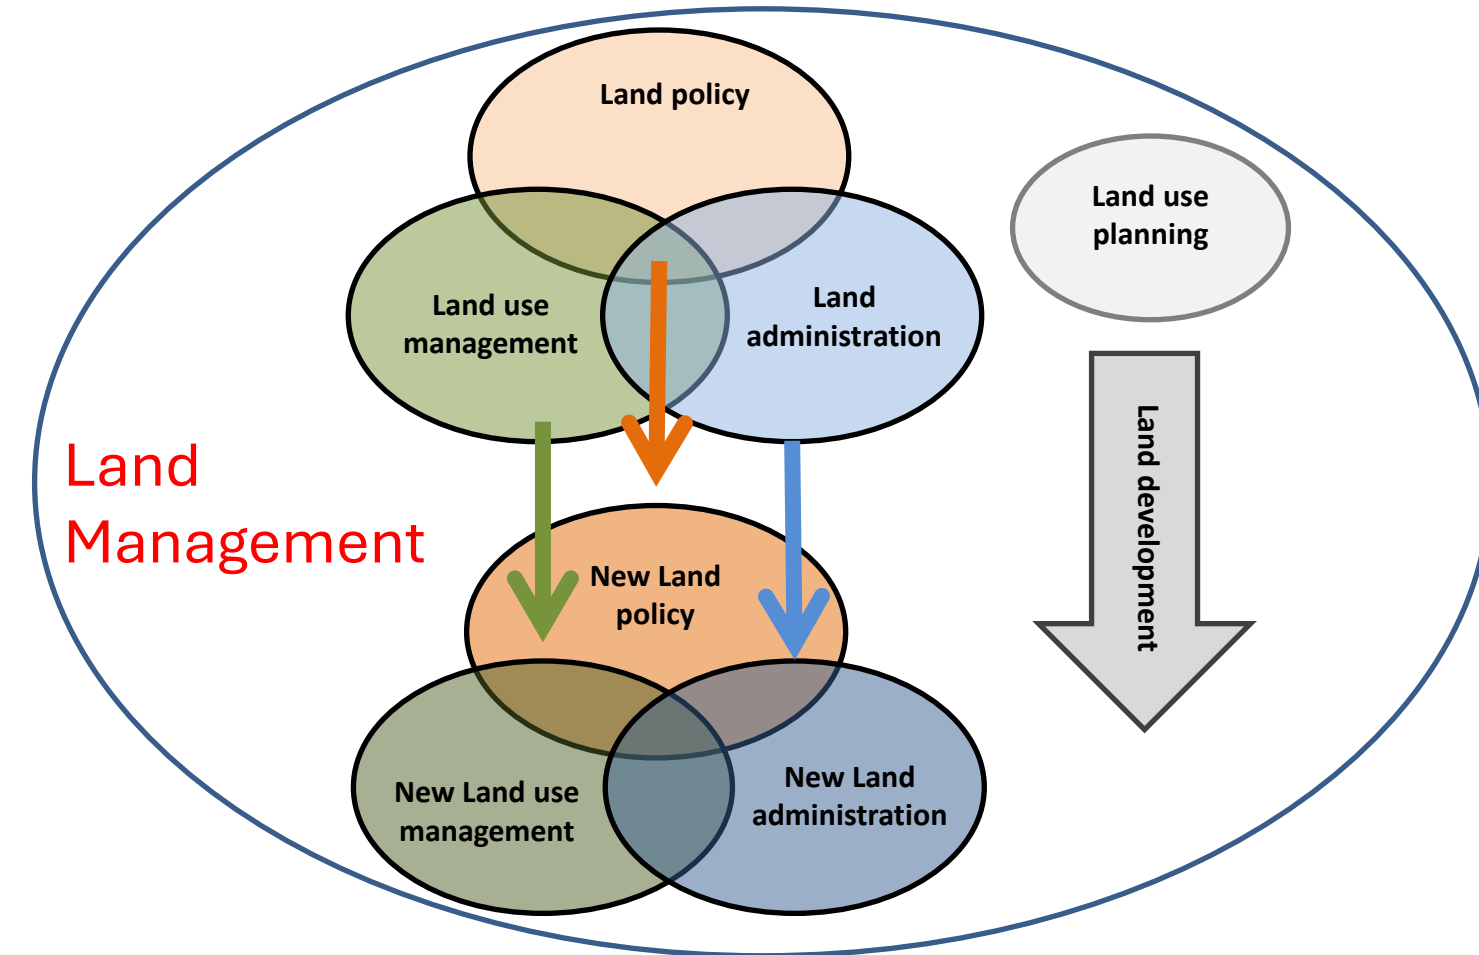 Land policy
Land use
planning
Land use
management
Land
administration
Land
Management
Land development
New Land
policy
New Land use
management
New Land
administration